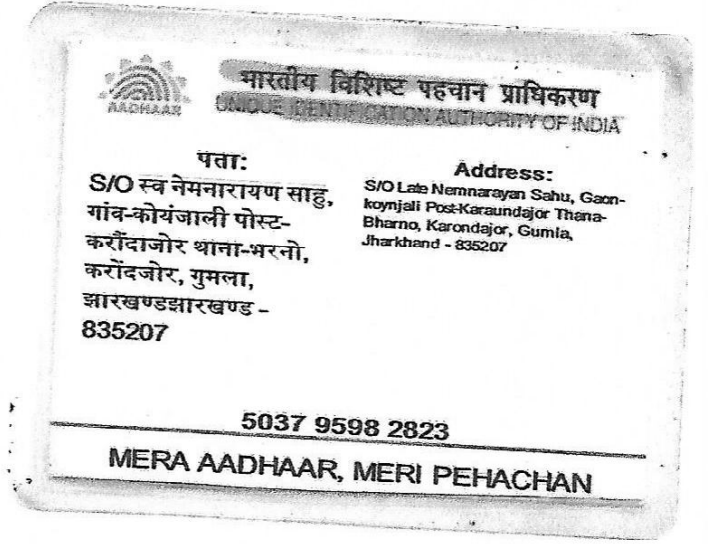 भारतीय विशिष्ट पहचान प्राधिकरण
UNIQUE IDENTIFICATION AUTHORITY OF INDIA
AADHAAR
पता:
S/O स्व नेमनारायण साहु,
गांव-कोयंजाली पोस्ट-
करौंदाजोर थाना-भरनो,
करोंदजोर, गुमला,
झारखण्डझारखण्ड -
835207
Address:
S/O Late Nemnarayan Sahu, Gaon-
koynjali Post-Karaundajor Thana-
Bharno, Karondajor, Gumla,
Jharkhand - 835207
5037 9598 2823
MERA AADHAAR, MERI PEHACHAN